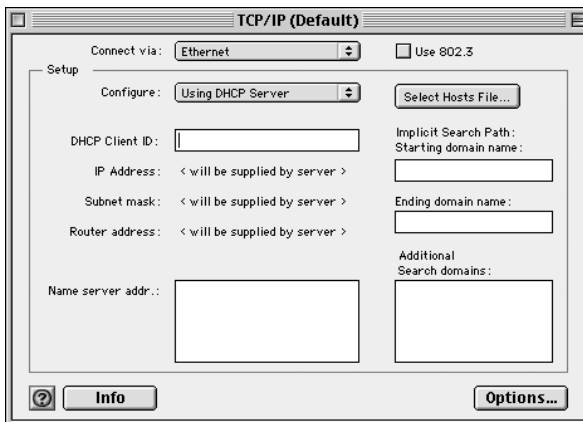 TCP/IP (Default)
Connect via: Ethernet
Use 802.3
Setup
Configure: Using DHCP Server
Select Hosts File...
DHCP Client ID:
Implicit Search Path:
Starting domain name:
IP Address: < will be supplied by server >
Subnet mask: < will be supplied by server >
Ending domain name:
Router address: < will be supplied by server >
Additional
Search domains:
Name server addr.:
?
Info
Options...